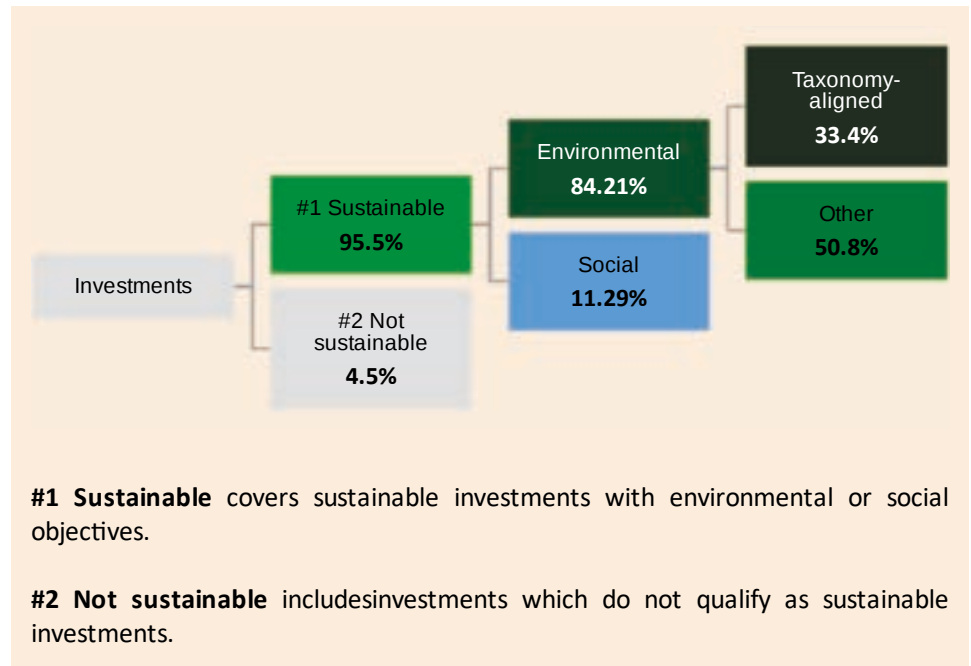 Taxonomy-
aligned
33.4%
Environmental
84.21%
Other
50.8%
#1 Sustainable
95.5%
Social
11.29%
Investments
#2 Not
sustainable
4.5%
#1 Sustainable covers sustainable investments with environmental or social
objectives.
#2 Not sustainable includesinvestments which do not qualify as sustainable
investments.